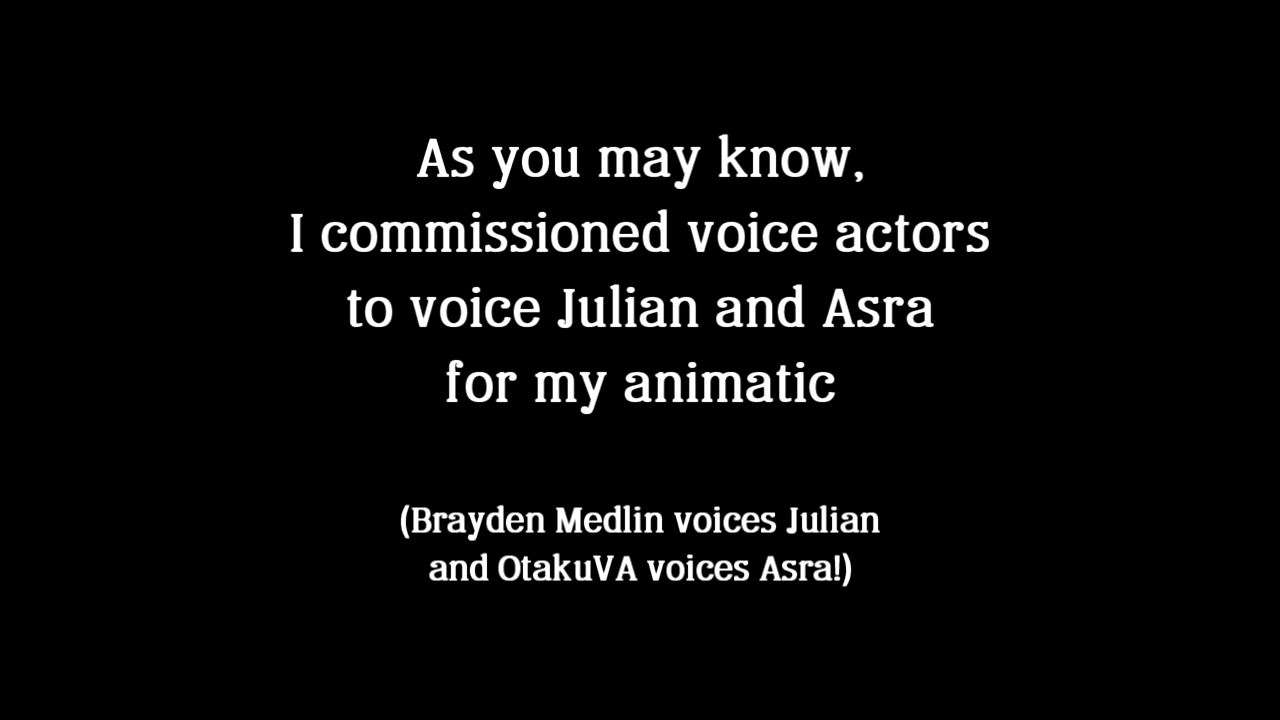 As you may know,
I commissioned voice actors
to voice Julian and Asra
for my animatic
(Brayden Medlin voices Julian
and OtakuVA voices Asra!)